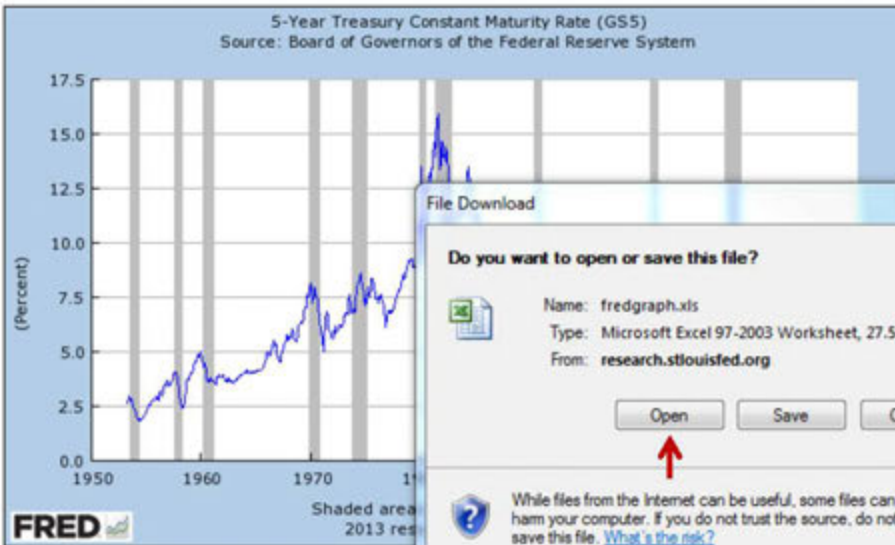 5-Year Treasury Constant Maturity Rate (GS5)
Source: Board of Governors of the Federal Reserve System
(Percent)
17.5
15.0
12.5
10.0
7.5
5.0
2.5
0.0
1950 1960 1970 19
Shaded area
2013 res
FRED
File Download
Do you want to open or save this file?
Name: fredgraph.xls
Type: Microsoft Excel 97-2003 Worksheet, 27.5
From: research.stlouisfed.org
Open Save C
While files from the Internet can be useful, some files can
harm your computer. If you do not trust the source, do not
save this file. What's the risk?